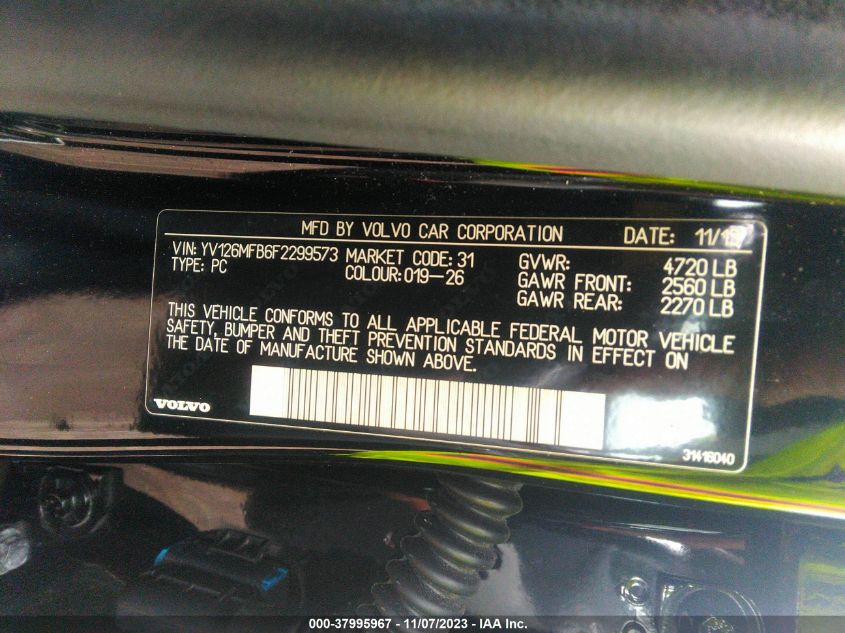 MFD BY VOLVO CAR CORPORATION DATE:
VIN: YV126MFB6F2299573 MARKET CODE: 31 GVWR: 4720 LB
TYPE: PC COLOUR: 019-26 GAWR FRONT: 2560 LB
GAWR REAR: 2270 LB
THIS VEHICLE CONFORMS TO ALL APPLICABLE FEDERAL MOTOR VEHICLE
SAFETY, BUMPER AND THEFT PREVENTION STANDARDS IN EFFECT ON
THE DATE OF MANUFACTURE SHOWN ABOVE.
VOLVO
31418040
000-37995967 - 11/07/2023 - IAA Inc.